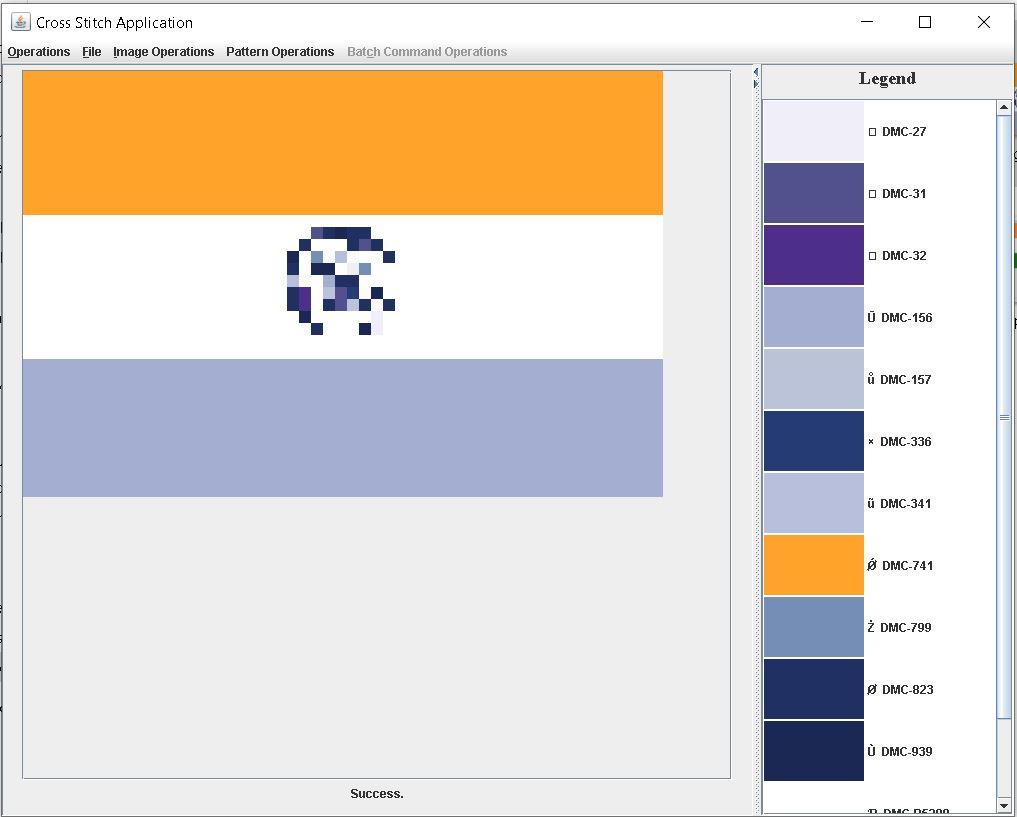 Cross Stitch Application
Operations File Image Operations Pattern Operations Batch Command Operations
Legend
□ DMC-27
□ DMC-31
□ DMC-32
Ü DMC-156
ů DMC-157
× DMC-336
ü DMC-341
Ǿ DMC-741
Ż DMC-799
Ø DMC-823
Ù DMC-939
Success.